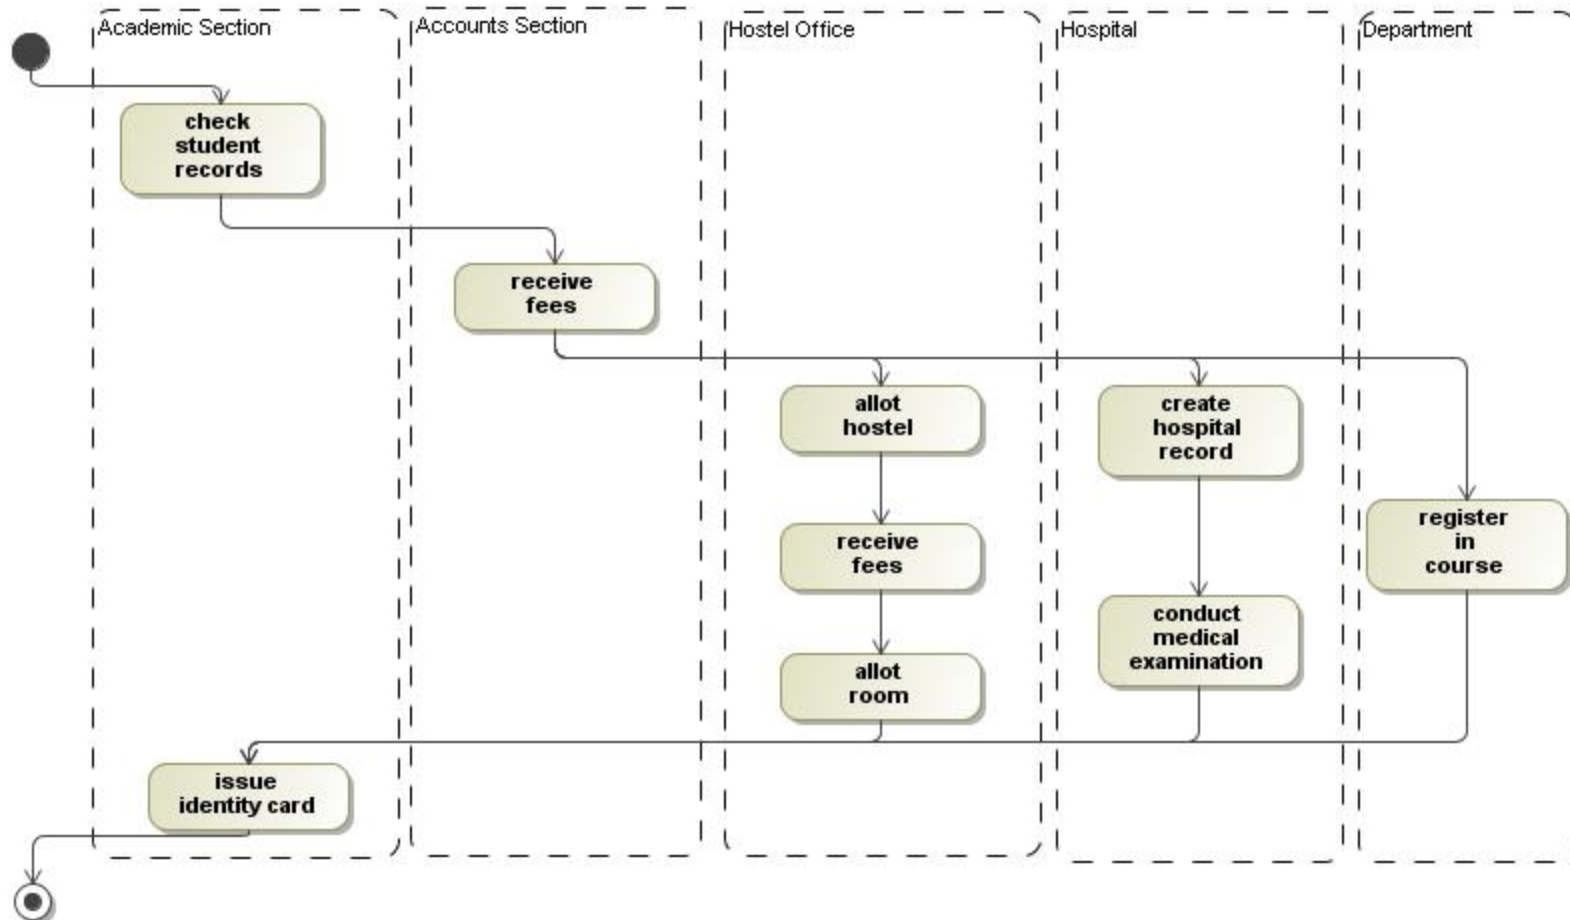 Academic Section
Accounts Section
Hostel Office
Hospital
Department
check
student
records
receive
fees
allot
hostel
create
hospital
record
receive
fees
register
in
course
conduct
medical
examination
allot
room
issue
identity card